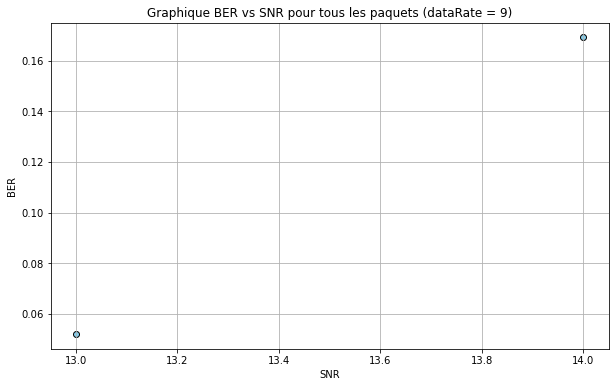 Graphique BER vs SNR pour tous les paquets (dataRate = 9)
BER
0.16
0.14
0.12
0.10
0.08
0.06
13.0 13.2 13.4 13.6 13.8 14.0
SNR